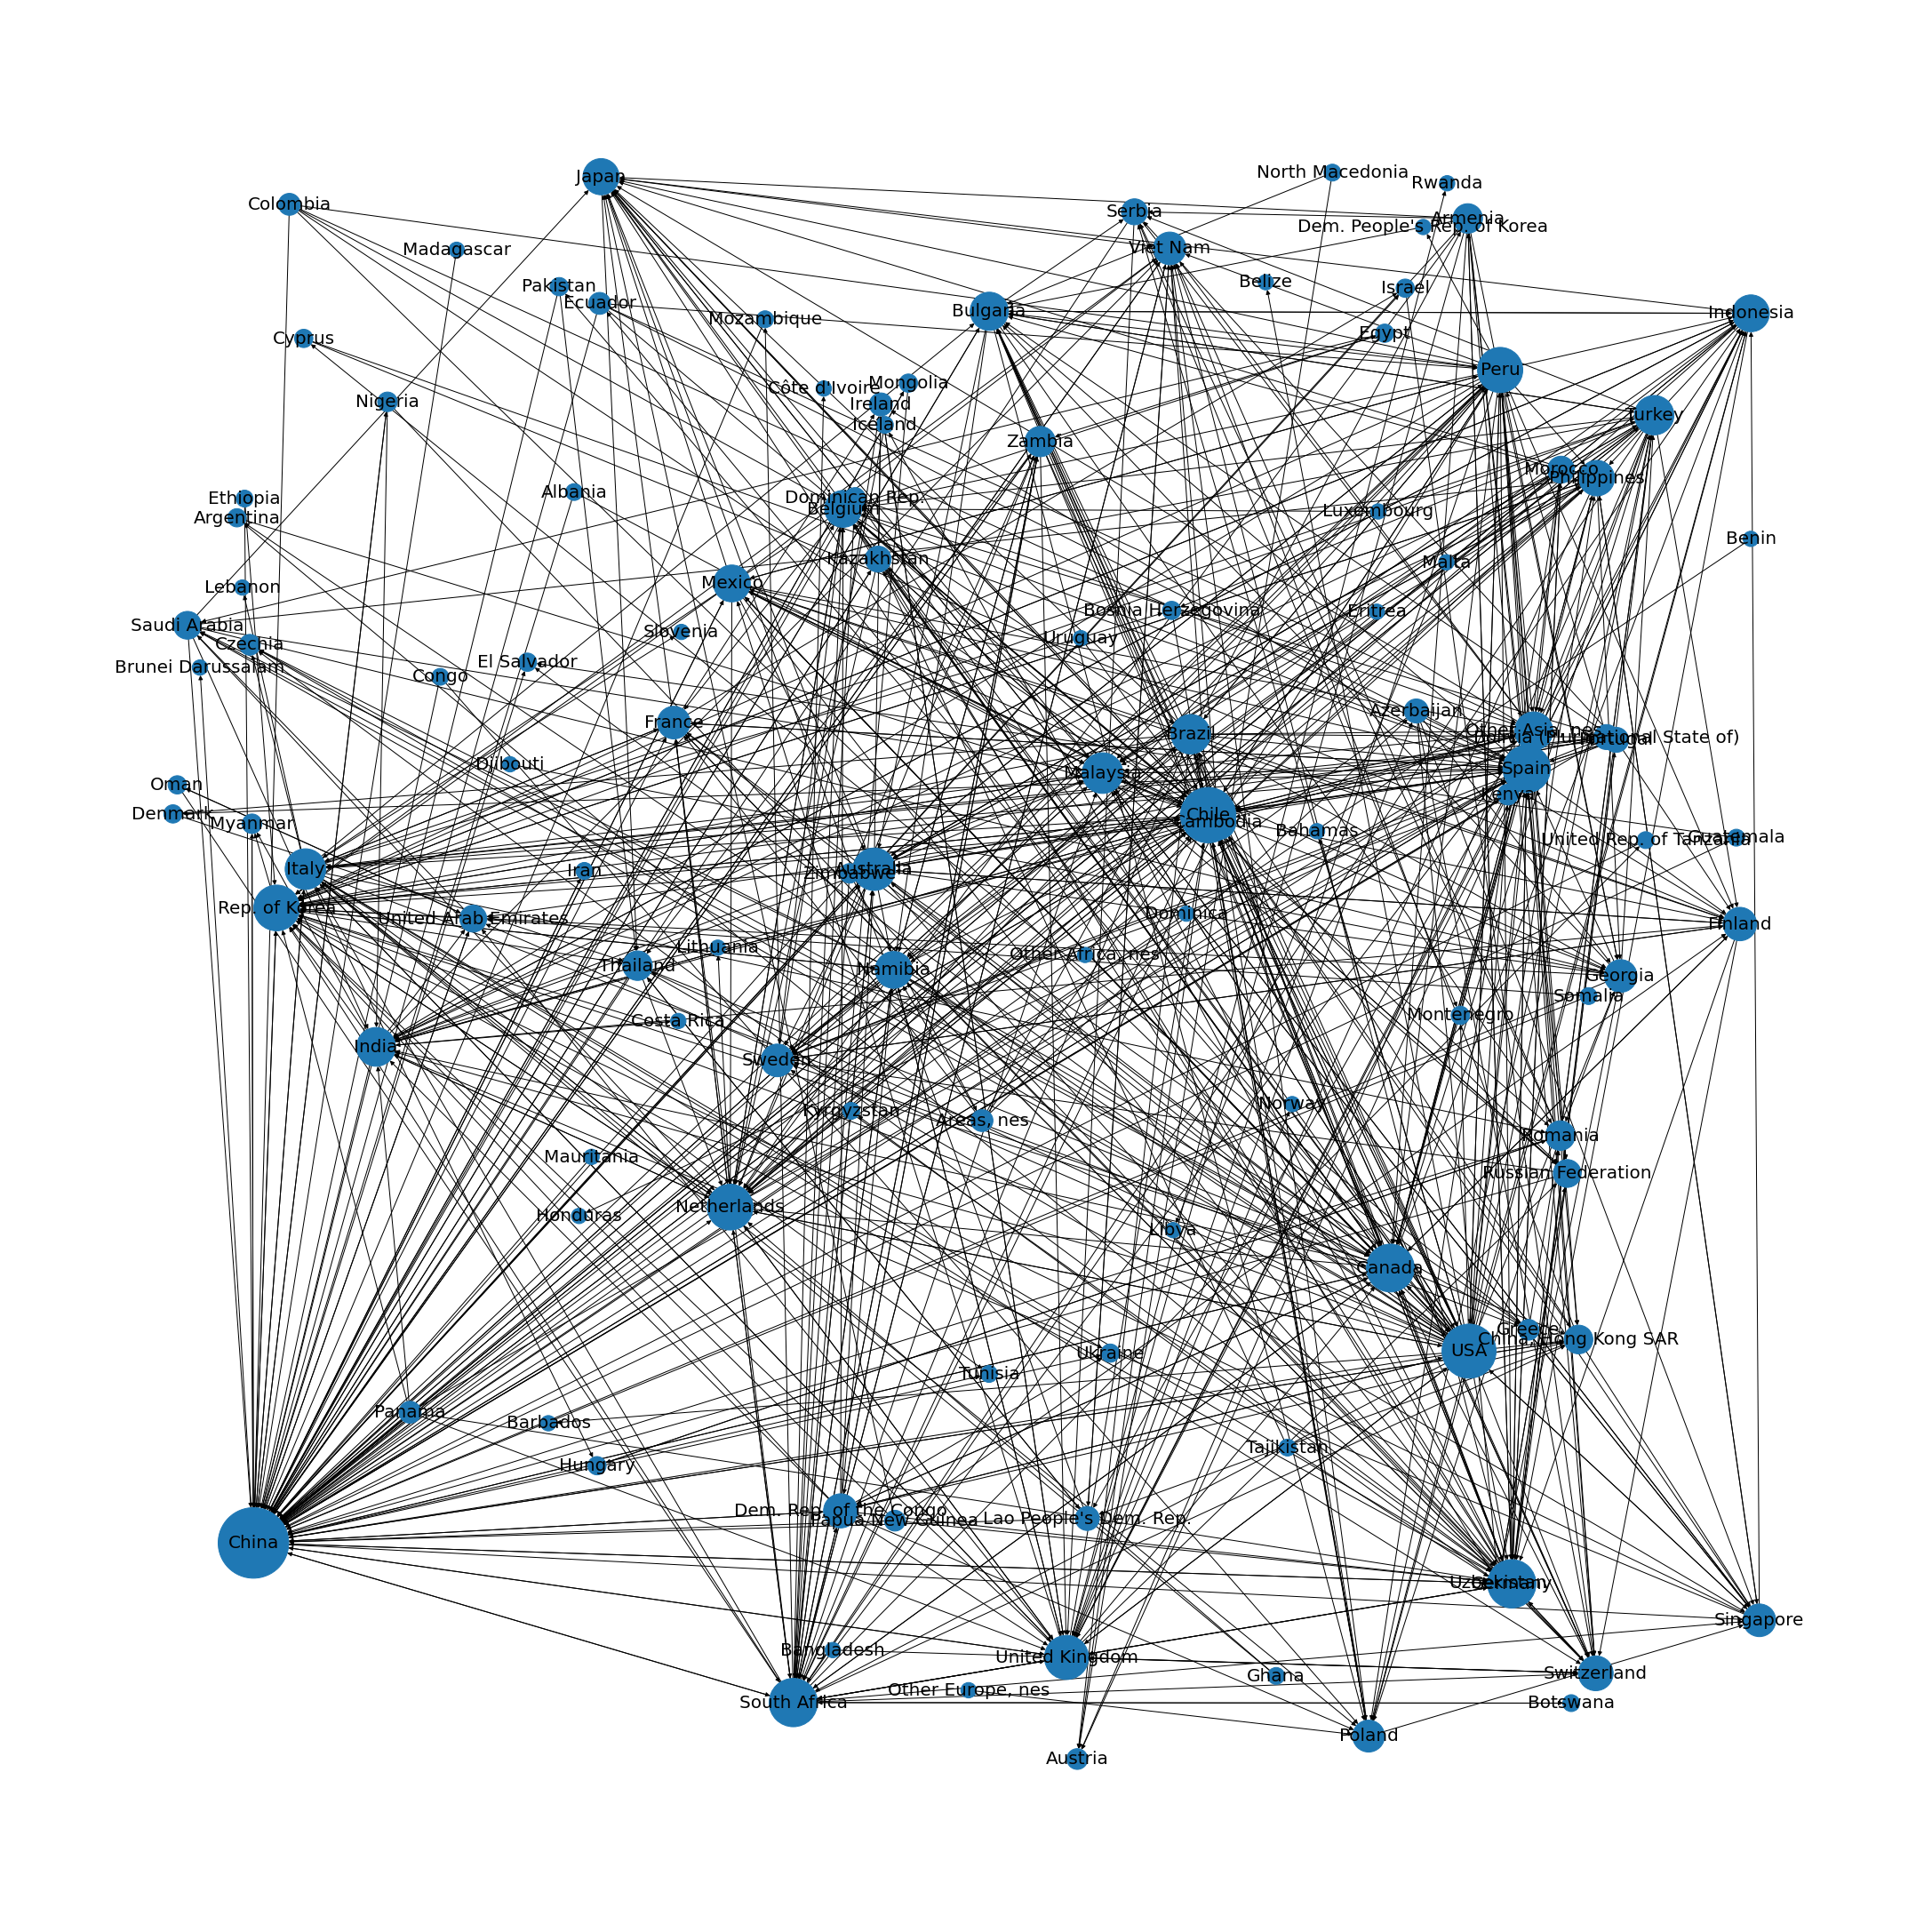 North Macedonia
Japan
Rwanda
Colombia
Serbia
Armenia
Dem. People's Rep. of Korea
Viet Nam
Madagascar
Belize
Pakistan
Israel
Ecuador
Bulgaria
Indonesia
Mozambique
Egypt
Cyprus
Peru
Mongolia
Côte d'Ivoire
Nigeria
Ireland
Turkey
Iceland
Zambia
Morocco
Philippines
Albania
Dominican Rep.
Ethiopia
Belgium
Luxembourg
Argentina
Benin
Kazakhstan
Malta
Mexico
Lebanon
Bosnia Herzegovina
Eritrea
Saudi Arabia
Slovenia
Uruguay
Czechia
El Salvador
Brunei Darussalam
Congo
Azerbaijan
France
Other Asia, nes
Brazil
Portugal
Djibouti
Spain
Malaysia
Oman
Kenya
Denmark
Chile
Myanmar
Cambodia
Bahamas
Guatemala
United Rep. of Tanzania
Italy
Australia
Iran
Zimbabwe
Rep. of Korea
Dominica
United Arab Emirates
Finland
Lithuania
Other Africa, nes
Thailand
Namibia
Georgia
Somalia
Montenegro
Costa Rica
India
Sweden
Norway
Kyrgyzstan
Areas, nes
Romania
Mauritania
Russian Federation
Netherlands
Honduras
Libya
Canada
Greece
China, Hong Kong SAR
USA
Ukraine
Tunisia
Panama
Barbados
Tajikistan
Hungary
Dem. Rep. of the Congo
Papua New Guinea
Lao People's Dem. Rep.
China
Uzbekistan
Germany
Singapore
Bangladesh
United Kingdom
Switzerland
Ghana
Other Europe, nes
South Africa
Botswana
Poland
Austria